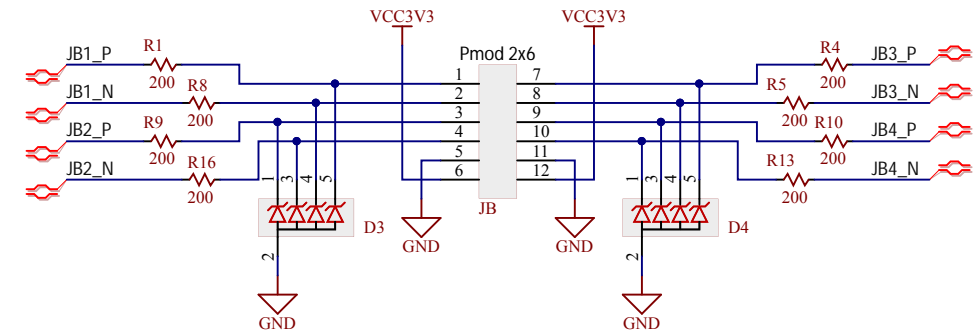 VCC3V3 VCC3V3
JB1_P R1 Pmod 2x6 R4 JB3_P
200 1 7 200
JB1_N R8 2 8 R5 JB3_N
200 3 9 200
JB2_P R9 4 10 R10 JB4_P
200 5 11 200
JB2_N R16 6 12 R13 JB4_N
200 200
1 3 4 5 JB 1 3 4 5
D3 D4
GND GND
2 2
GND GND